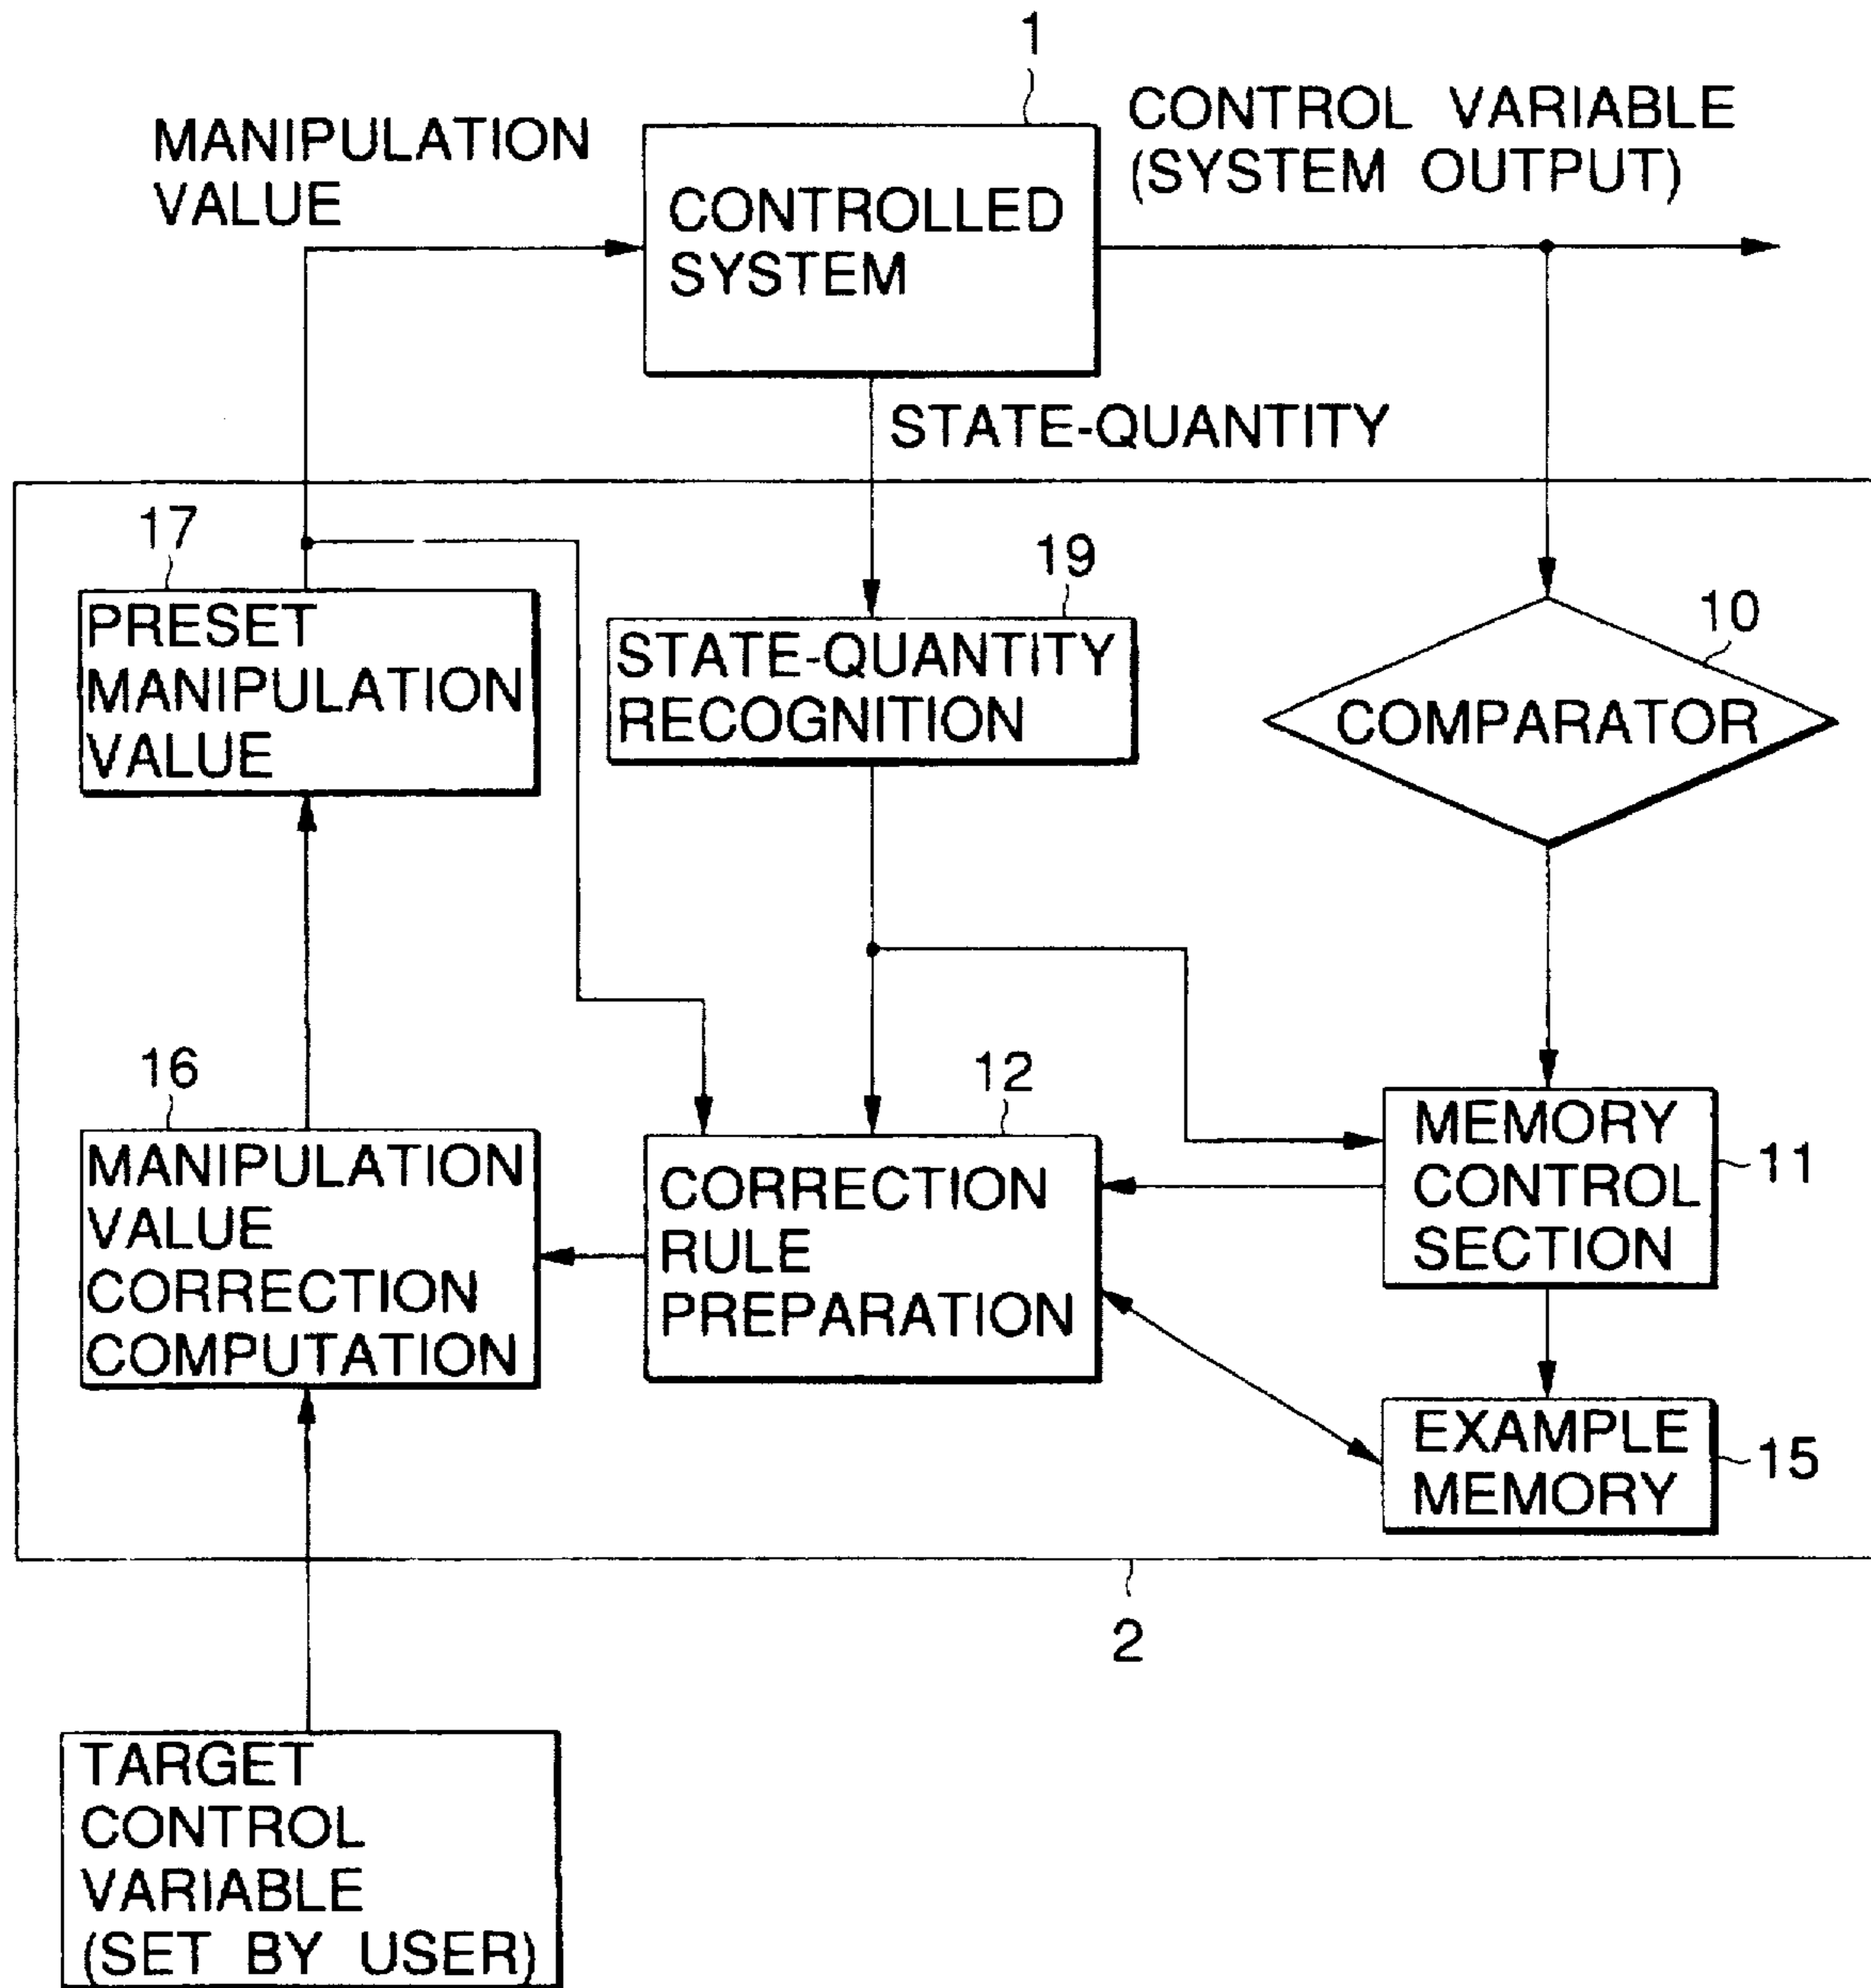 1
MANIPULATION
VALUE
CONTROLLED
SYSTEM
CONTROL VARIABLE
(SYSTEM OUTPUT)
STATE-QUANTITY
17
PRESET
MANIPULATION
VALUE
19
STATE-QUANTITY
RECOGNITION
10
COMPARATOR
16
MANIPULATION
VALUE
CORRECTION
COMPUTATION
12
CORRECTION
RULE
PREPARATION
MEMORY
CONTROL
SECTION
11
EXAMPLE
MEMORY
15
2
TARGET
CONTROL
VARIABLE
(SET BY USER)